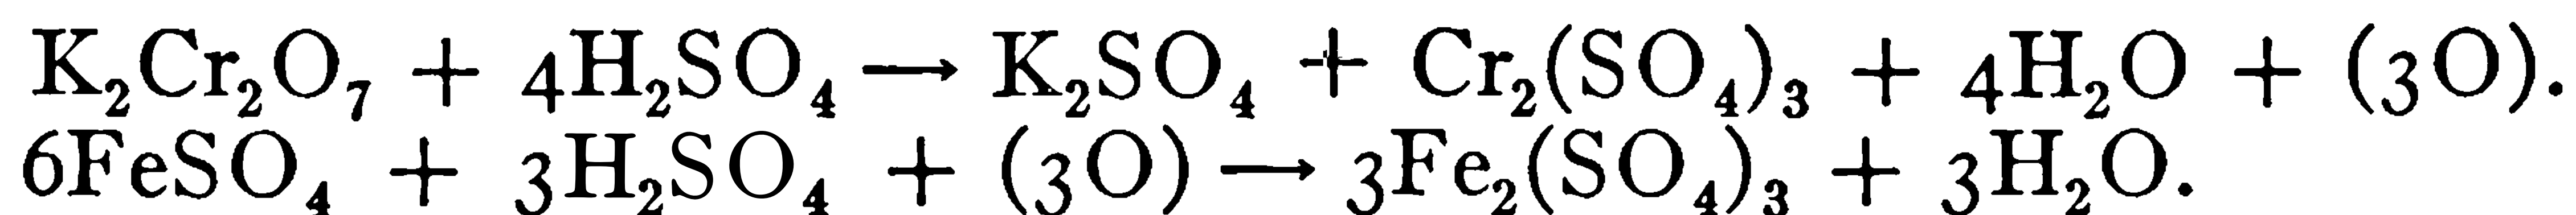 K₂Cr₂O₇ + 4H₂SO₄ → K₂SO₄ + Cr₂(SO₄)₃ + 4H₂O + (3O).
6FeSO₄ + 3H₂SO₄ + (3O) → 3Fe₂(SO₄)₃ + 3H₂O.